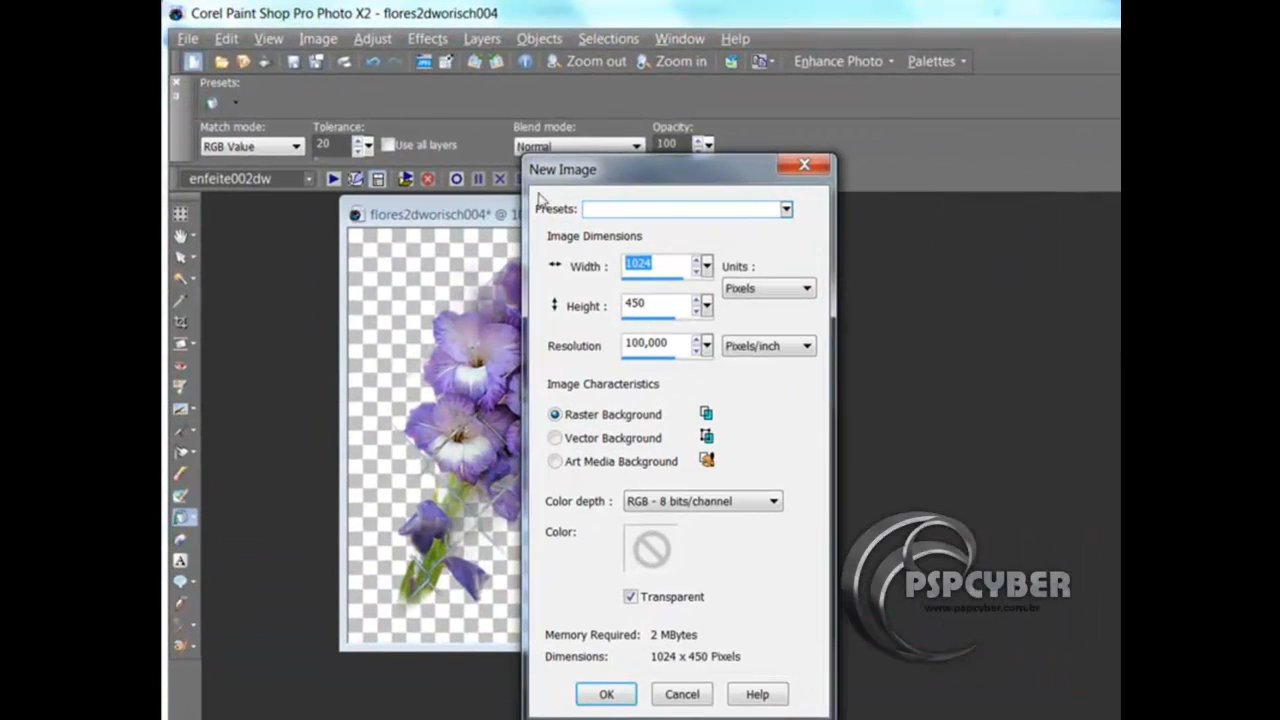 Corel Paint Shop Pro Photo X2 - flores2dworisch004
File Edit View Image Adjust Effects Layers Objects Selections Window Help
Zoom out Zoom in Enhance Photo Palettes
Presets:
Match mode: Tolerance: Blend mode: Opacity:
RGB Value 20 Use all layers Normal 100
enfeite002dw
flores2dworisch004* @ 10
New Image
Presets:
Image Dimensions
Width : 1024 Units :
Pixels
Height : 450
Resolution 100,000 Pixels/inch
Image Characteristics
Raster Background
Vector Background
Art Media Background
Color depth : RGB - 8 bits/channel
Color:
Transparent
Memory Required: 2 MBytes
Dimensions: 1024 x 450 Pixels
OK Cancel Help
PSPCYBER
www.pspcyber.com.br